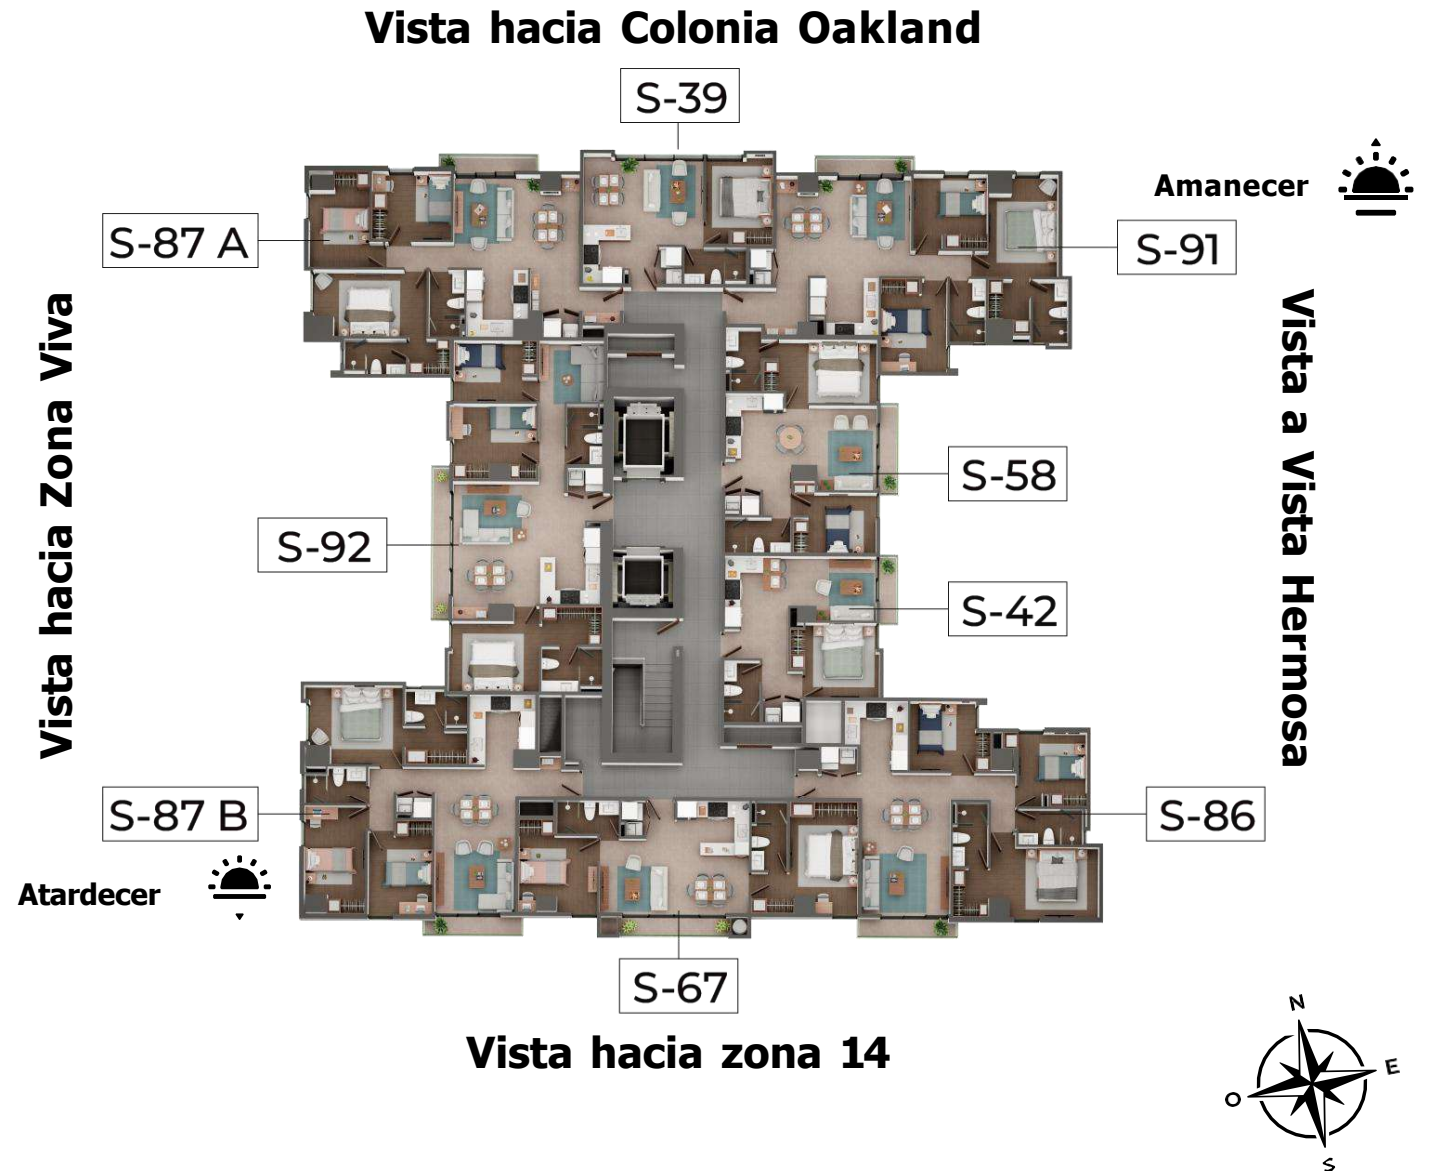 Vista hacia Colonia Oakland
S-39
Amanecer
S-87 A
S-91
Vista hacia Zona Viva
Vista a Vista Hermosa
S-58
S-92
S-42
S-87 B
S-86
Atardecer
S-67
Vista hacia zona 14
N
E
O
S